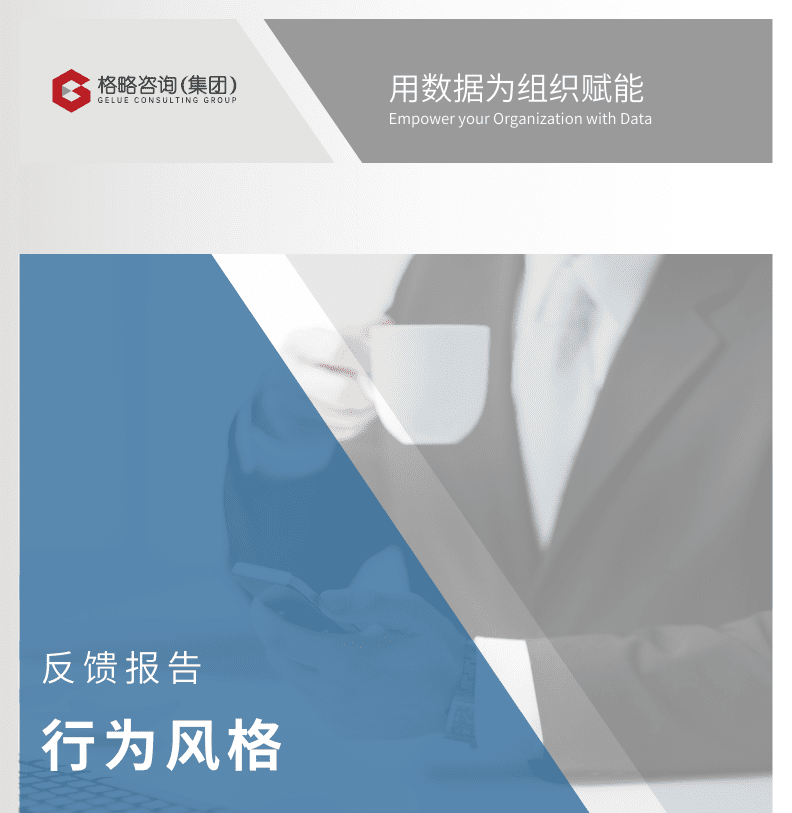 格略咨询(集团)
GELUE CONSULTING GROUP
用数据为组织赋能
Empower your Organization with Data
反馈报告
行为风格